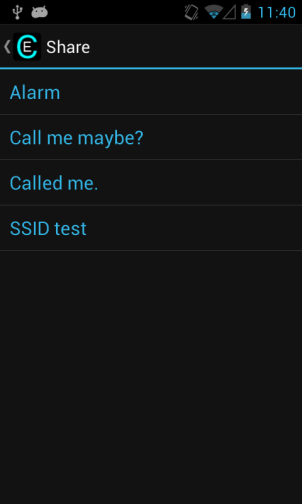 11:40
E Share
Alarm
Call me maybe?
Called me.
SSID test